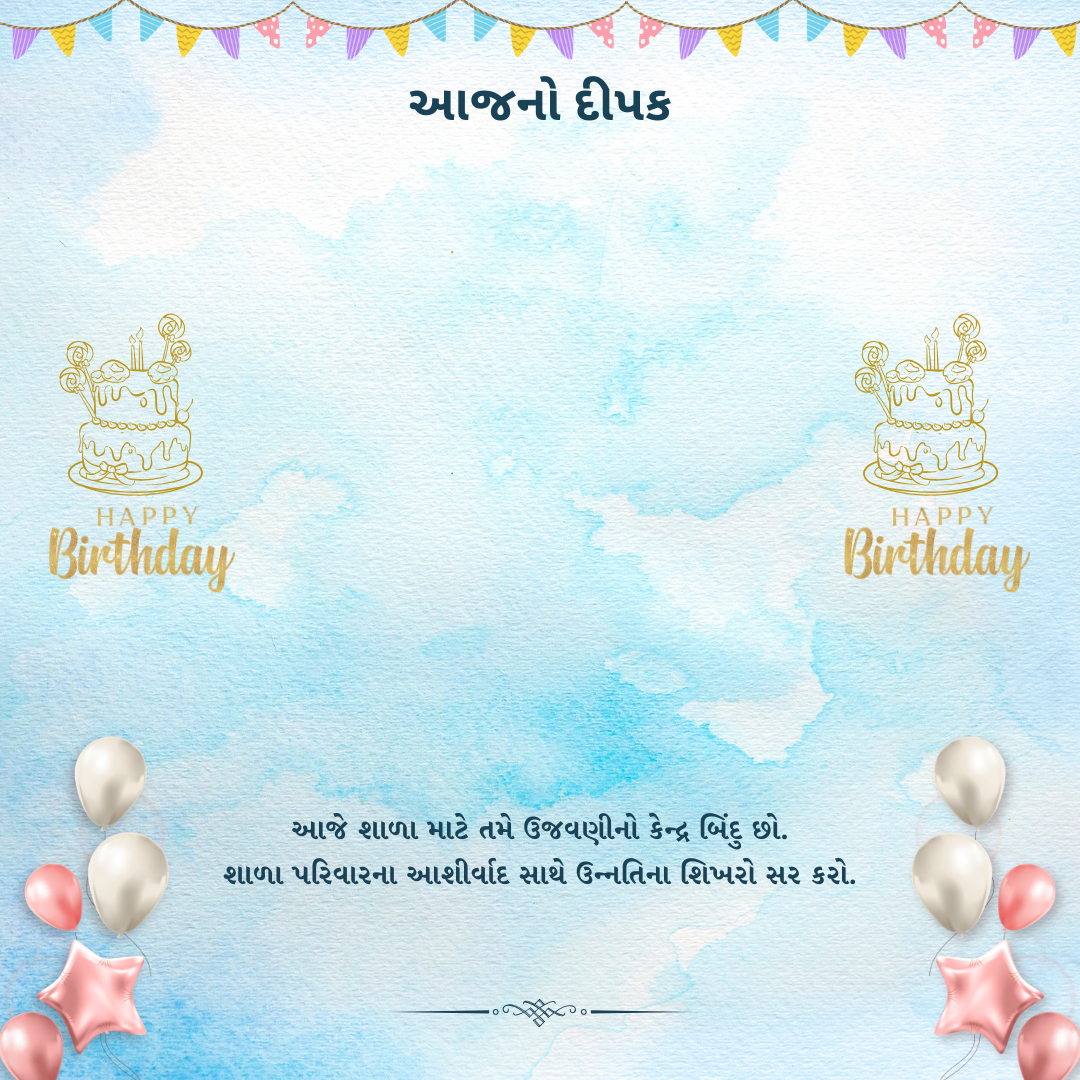 આજનો દીપક
HAPPY
Birthday
HAPPY
Birthday
આજે શાળા માટે તમે ઉજવણીનો કેન્દ્ર બિંદુ છો.
શાળા પરિવારના આશીર્વાદ સાથે ઉન્નતિના શિખરો સર કરો.